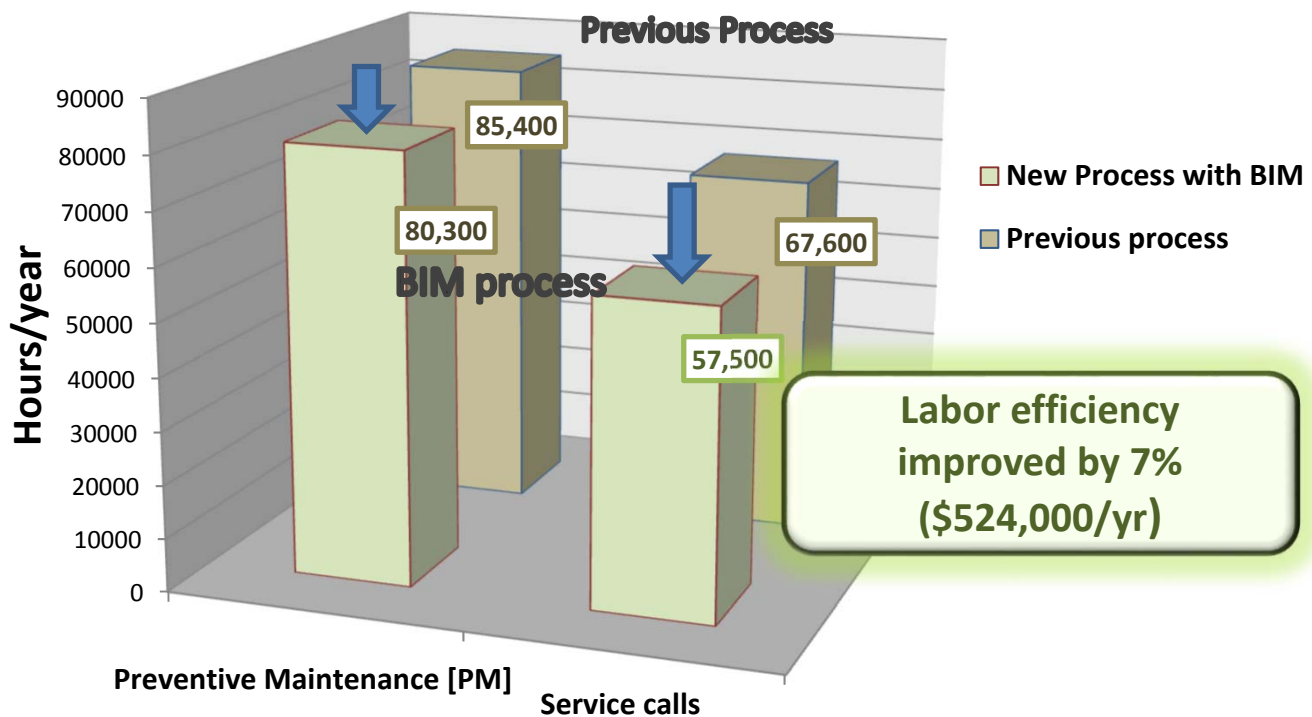 Previous Process
90000
80000
70000
60000
50000
40000
30000
20000
10000
0
Hours/year
85,400
80,300
BIM process
67,600
57,500
New Process with BIM
Previous process
Labor efficiency
improved by 7%
($524,000/yr)
Preventive Maintenance [PM]
Service calls